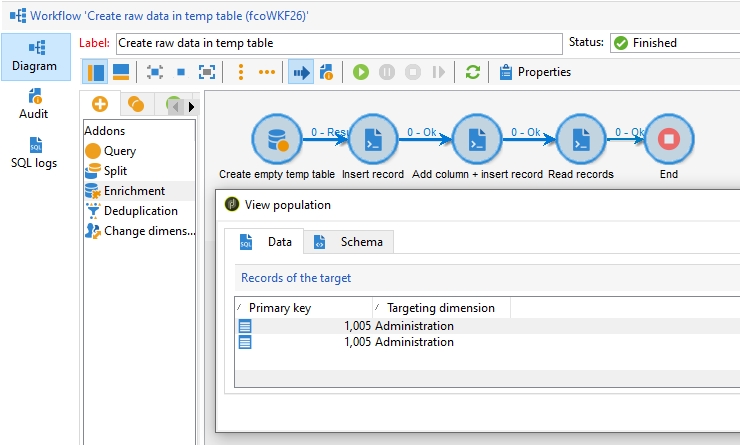 Workflow 'Create raw data in temp table (fcoWKF26)'
Diagram
Audit
SQL
SQL logs
Label: Create raw data in temp table Status: Finished
Properties
Addons
Query
Split
Enrichment
Deduplication
Change dimens...
0 - Resu 0 - Ok 0 - Ok 0 - Ok
Create empty temp table Insert record Add column + insert record Read records End
View population
SQL Data Schema
Records of the target
Primary key Targeting dimension
1,005 Administration
1,005 Administration